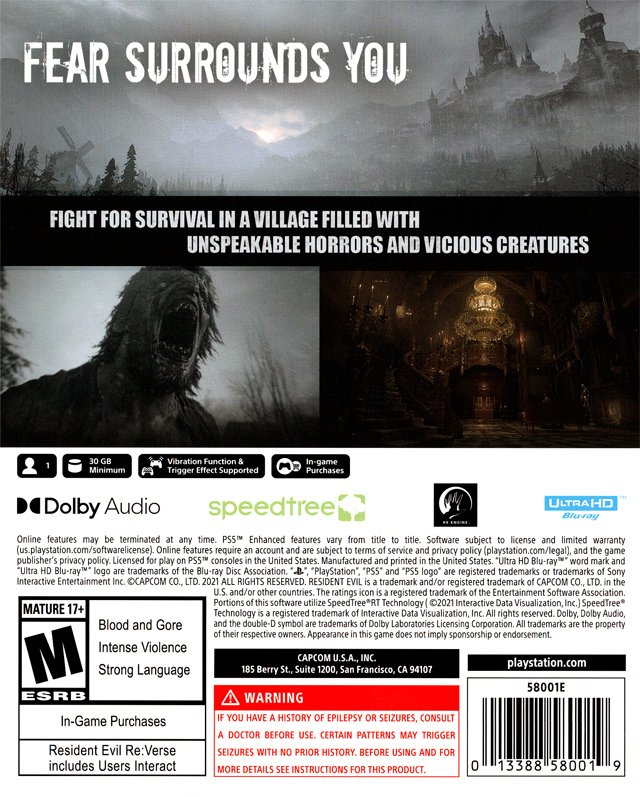 FEAR SURROUNDS YOU
FIGHT FOR SURVIVAL IN A VILLAGE FILLED WITH
UNSPEAKABLE HORRORS AND VICIOUS CREATURES
1
30 GB
Minimum
Vibration Function &
Trigger Effect Supported
In-game
Purchases
Dolby Audio
speedtree
RE ENGINE
ULTRA HD
Blu-ray™
Online features may be terminated at any time. PS5™ Enhanced features vary from title to title. Software subject to license and limited warranty
(us.playstation.com/softwarelicense). Online features require an account and are subject to terms of service and privacy policy (playstation.com/legal), and the game
publisher's privacy policy. Licensed for play on PS5™ consoles in the United States. Manufactured and printed in the United States. "Ultra HD Blu-ray™" word mark and
"Ultra HD Blu-ray™" logo are trademarks of the Blu-ray Disc Association. "PS", "PlayStation", "PS5" and "PS5 logo" are registered trademarks or trademarks of Sony
Interactive Entertainment Inc. ©CAPCOM CO., LTD. 2021 ALL RIGHTS RESERVED. RESIDENT EVIL is a trademark and/or registered trademark of CAPCOM CO., LTD. in the
U.S. and/or other countries. The ratings icon is a registered trademark of the Entertainment Software Association.
Portions of this software utilize SpeedTree®RT Technology (©2021 Interactive Data Visualization, Inc.) SpeedTree®
Technology is a registered trademark of Interactive Data Visualization, Inc. All rights reserved. Dolby, Dolby Audio,
and the double-D symbol are trademarks of Dolby Laboratories Licensing Corporation. All trademarks are the property
of their respective owners. Appearance in this game does not imply sponsorship or endorsement.
MATURE 17+
M
ESRB
Blood and Gore
Intense Violence
Strong Language
In-Game Purchases
Resident Evil Re:Verse
includes Users Interact
CAPCOM U.S.A., INC.
185 Berry St., Suite 1200, San Francisco, CA 94107
WARNING
IF YOU HAVE A HISTORY OF EPILEPSY OR SEIZURES, CONSULT
A DOCTOR BEFORE USE. CERTAIN PATTERNS MAY TRIGGER
SEIZURES WITH NO PRIOR HISTORY. BEFORE USING AND FOR
MORE DETAILS SEE INSTRUCTIONS FOR THIS PRODUCT.
playstation.com
58001E
0 13388 58001 9